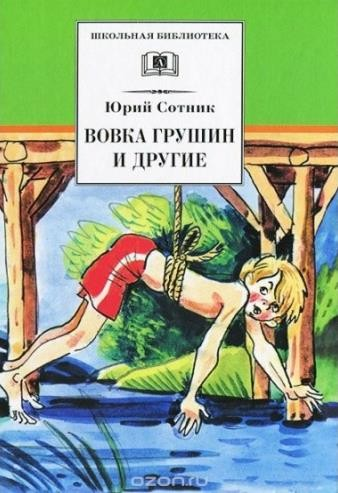 ШКОЛЬНАЯ БИБЛИОТЕКА
Юрий Сотник
ВОВКА ГРУШИН
И ДРУГИЕ
ozon.ru